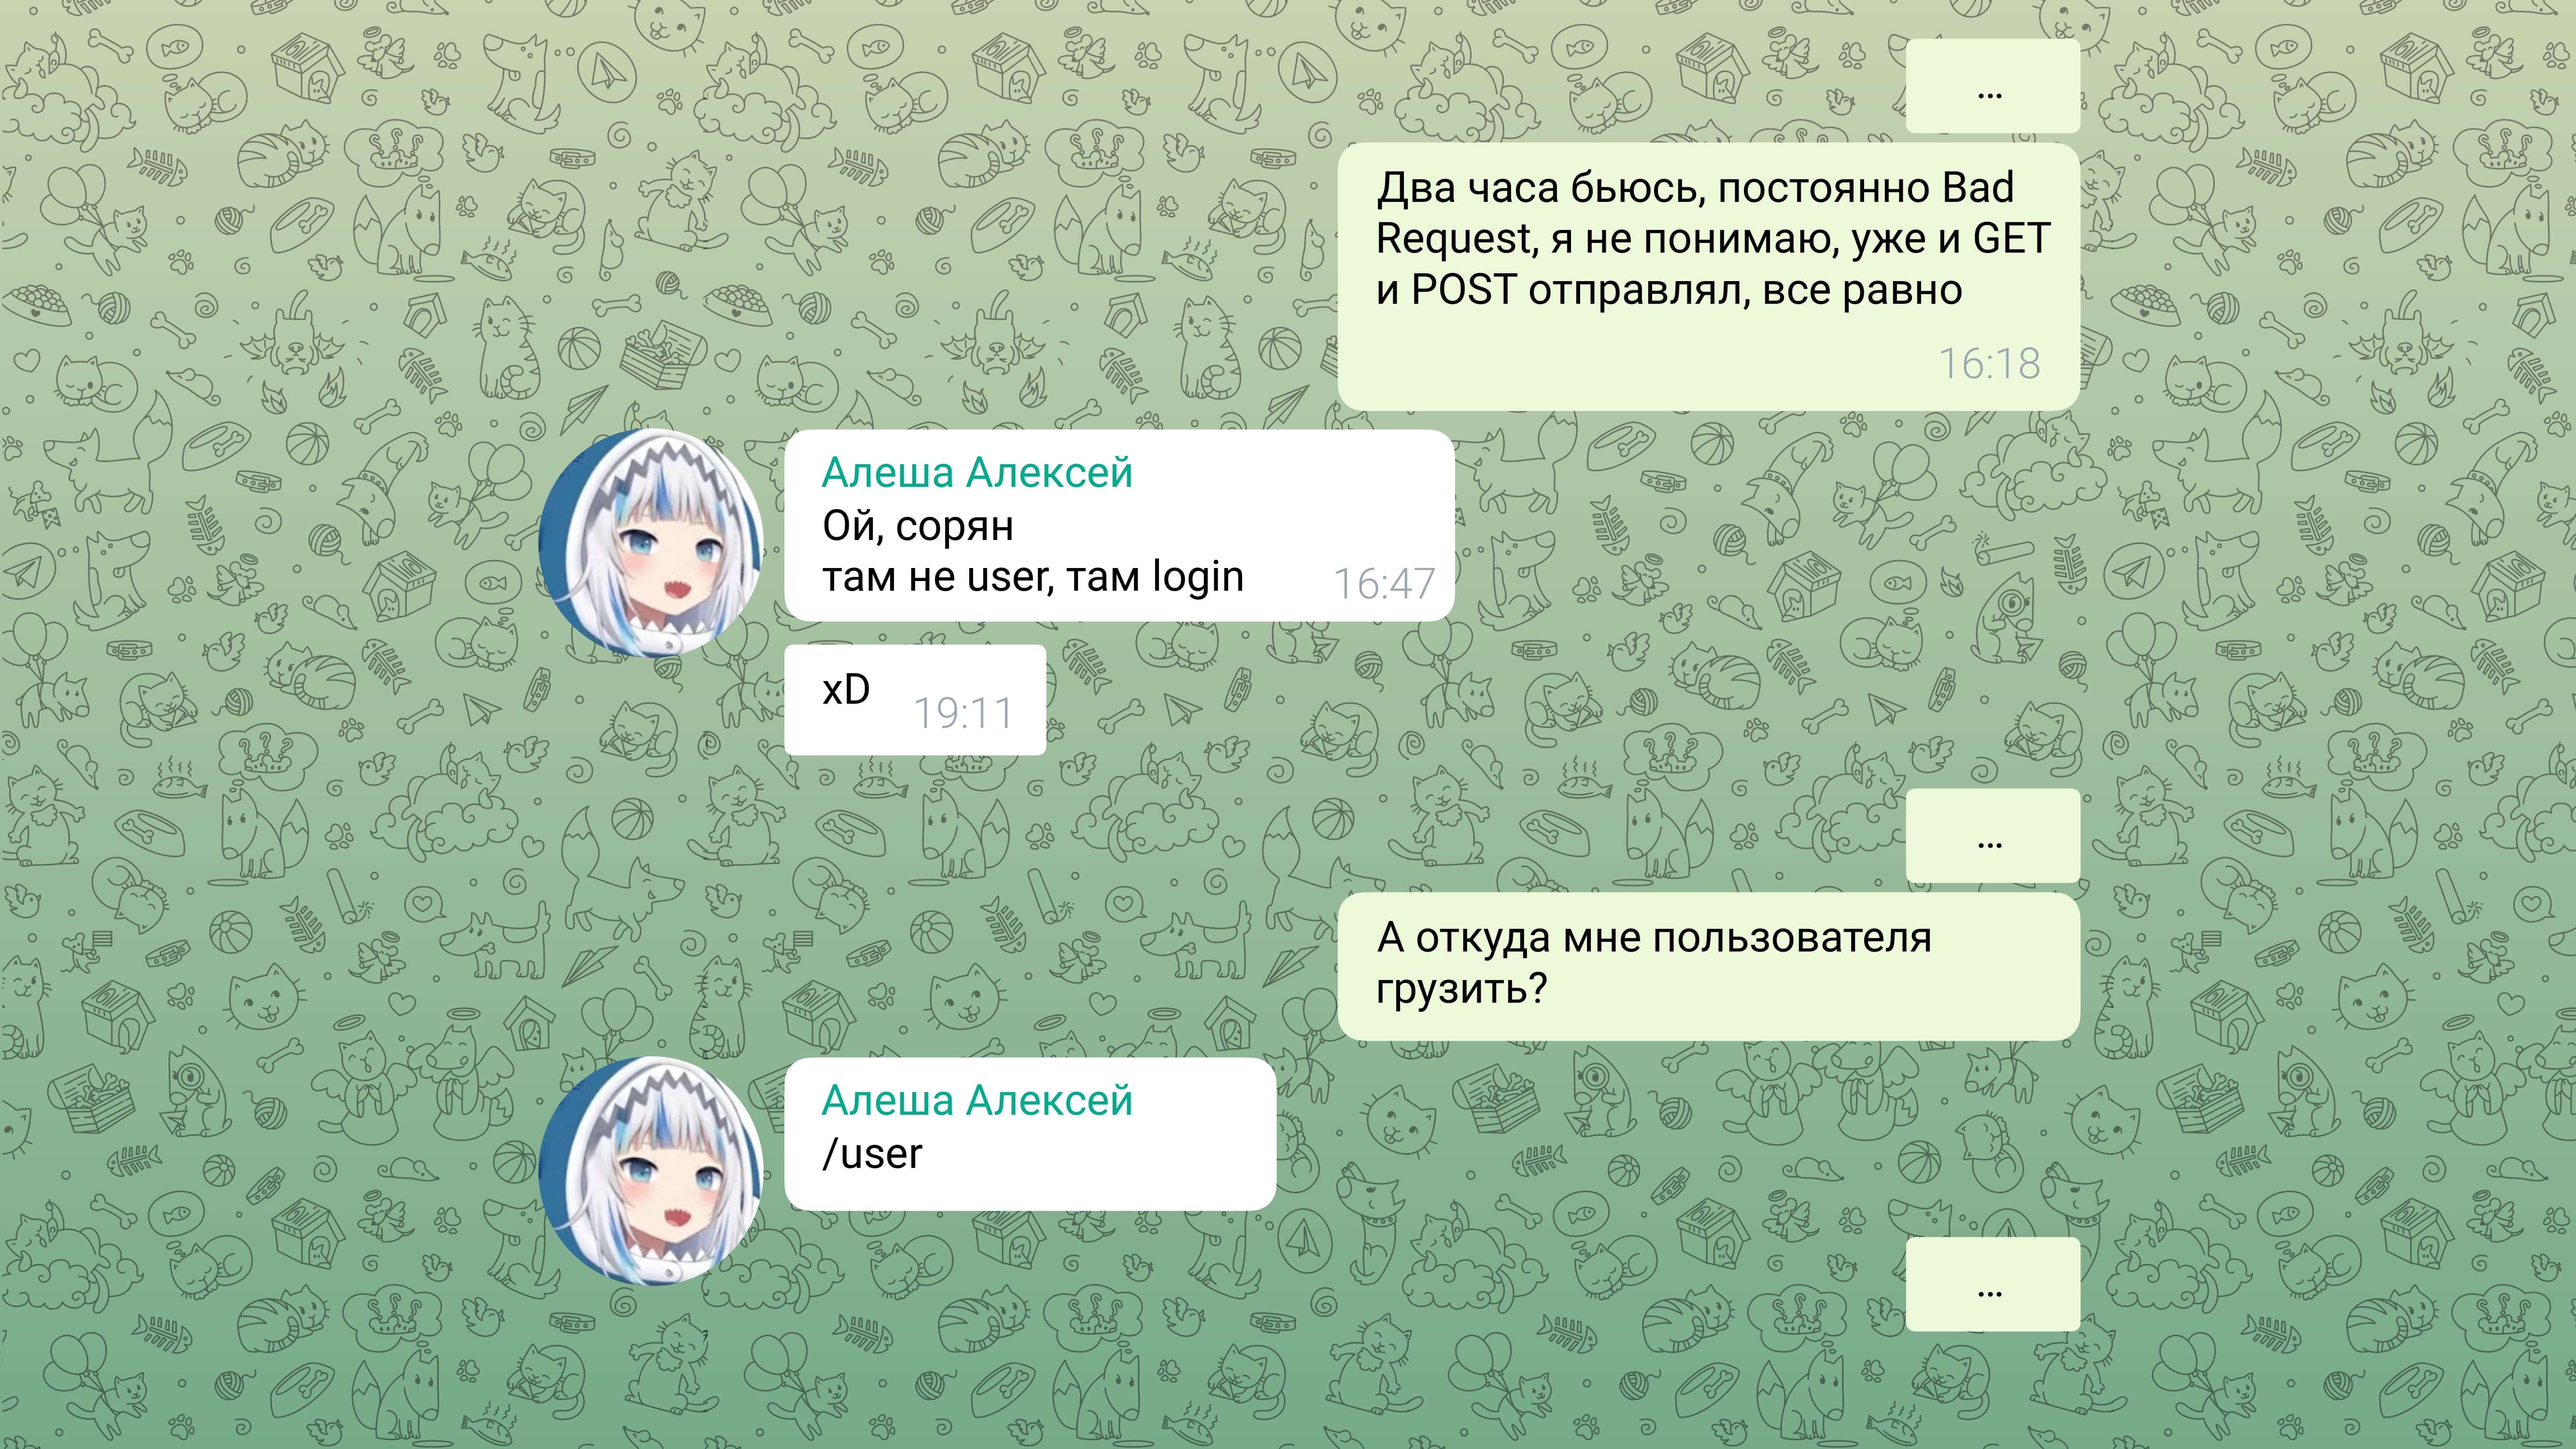 ...
Два часа бьюсь, постоянно Bad
Request, я не понимаю, уже и GET
и POST отправлял, все равно
16:18
Алеша Алексей
Ой, сорян
там не user, там login
16:47
xD
19:11
...
А откуда мне пользователя
грузить?
Алеша Алексей
/user
...